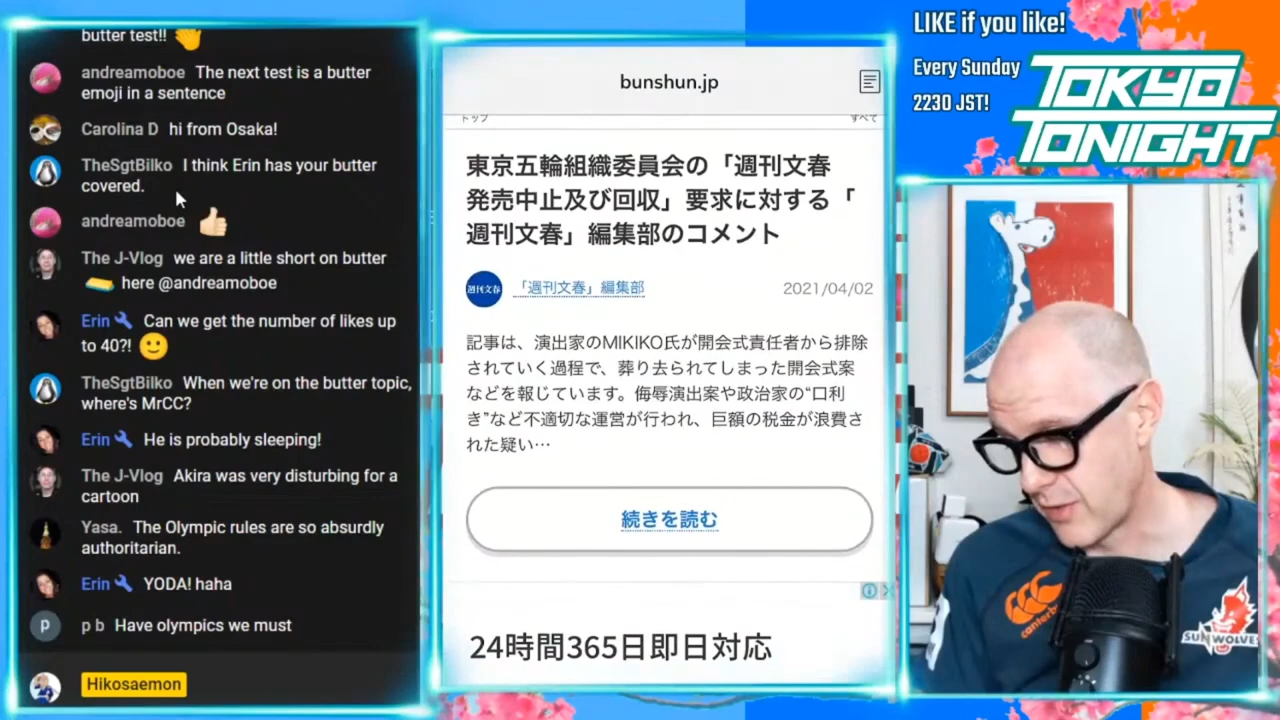 butter test!!
andreamoboe The next test is a butter
emoji in a sentence
Carolina D hi from Osaka!
TheSgtBilko I think Erin has your butter
covered.
andreamoboe
The J-Vlog we are a little short on butter
here @andreamoboe
Erin Can we get the number of likes up
to 40?!
TheSgtBilko When we're on the butter topic,
where's MrCC?
Erin He is probably sleeping!
The J-Vlog Akira was very disturbing for a
cartoon
Yasa. The Olympic rules are so absurdly
authoritarian.
Erin YODA! haha
p
p b Have olympics we must
Hikosaemon
bunshun.jp
トップ
すべて
東京五輪組織委員会の「週刊文春
発売中止及び回収」要求に対する「
週刊文春」編集部のコメント
週刊文春
「週刊文春」編集部
2021/04/02
記事は、演出家のMIKIKO氏が開会式責任者から排除
されていく過程で、葬り去られてしまった開会式案
などを報じています。侮辱演出案や政治家の“口利
き”など不適切な運営が行われ、巨額の税金が浪費さ
れた疑い…
続きを読む
24時間365日即日対応
LIKE if you like!
Every Sunday
2230 JST!
TOKYO
TONIGHT
canterbu
SUNWOLVE